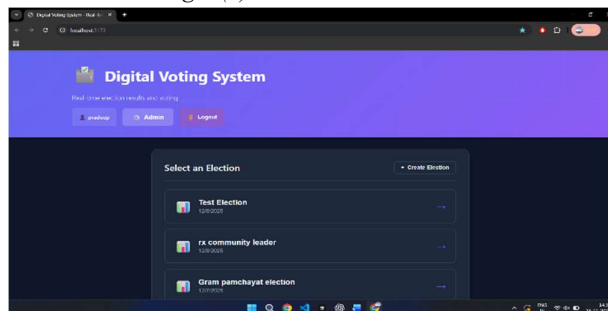 Digital Voting System - Real-
localhost:5173
Digital Voting System
Real-time election results and voting
pradeep
Admin
Logout
Select an Election
+ Create Election
Test Election
12/8/2025
rx community leader
12/8/2025
Gram pamchayat election
12/7/2025
ENG